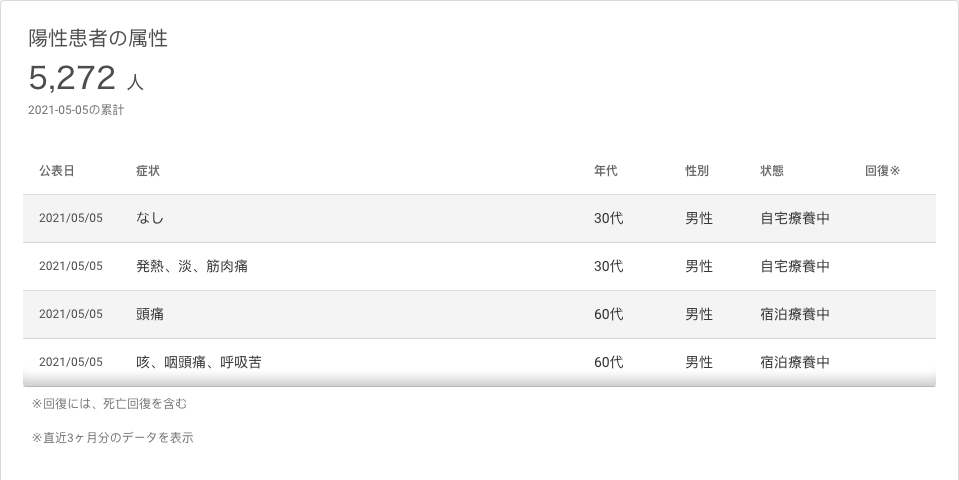 陽性患者の属性
5,272 人
2021-05-05の累計
公表日 症状 年代 性別 状態 回復※
2021/05/05 なし 30代 男性 自宅療養中
2021/05/05 発熱、淡、筋肉痛 30代 男性 自宅療養中
2021/05/05 頭痛 60代 男性 宿泊療養中
2021/05/05 咳、咽頭痛、呼吸苦 60代 男性 宿泊療養中
※回復には、死亡回復を含む
※直近3ヶ月分のデータを表示